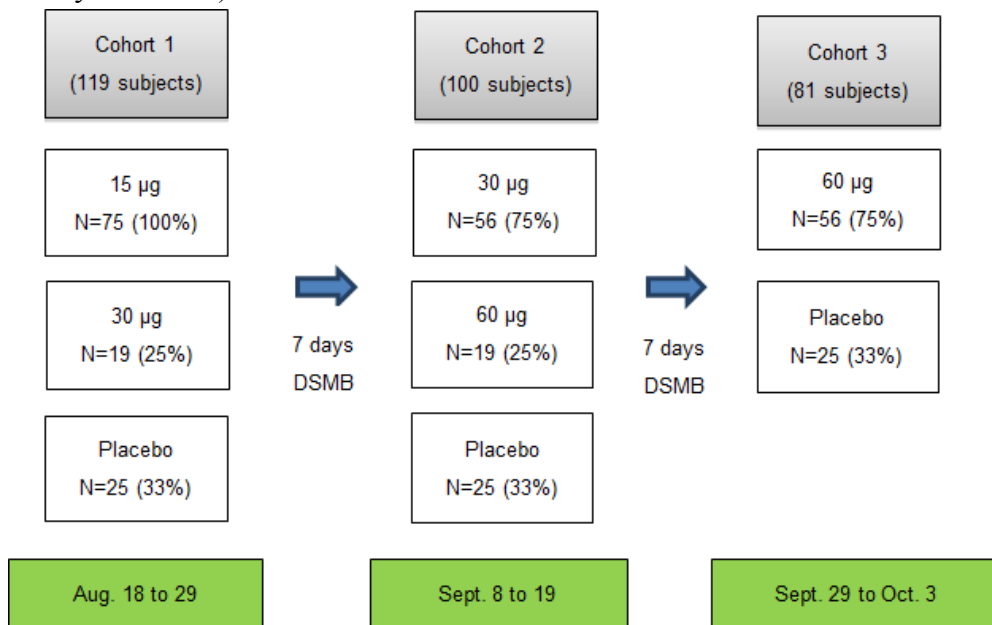 Cohort 1
(119 subjects)
15 µg
N=75 (100%)
30 µg
N=19 (25%)
Placebo
N=25 (33%)
Aug. 18 to 29
7 days
DSMB
Cohort 2
(100 subjects)
30 µg
N=56 (75%)
60 µg
N=19 (25%)
Placebo
N=25 (33%)
Sept. 8 to 19
7 days
DSMB
Cohort 3
(81 subjects)
60 µg
N=56 (75%)
Placebo
N=25 (33%)
Sept. 29 to Oct. 3